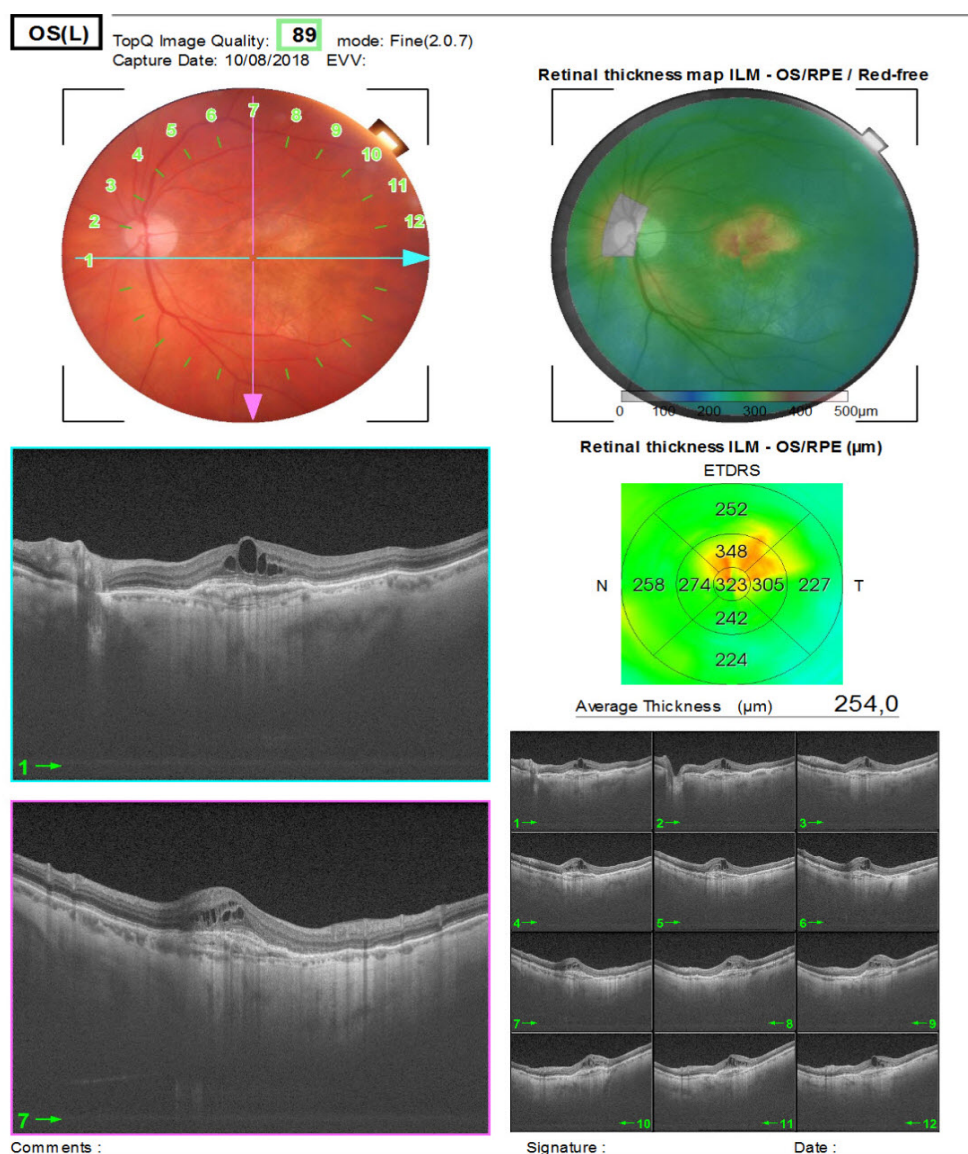 OS(L)
TopQ Image Quality: 89 mode: Fine(2.0.7)
Capture Date: 10/08/2018 EVV:
Retinal thickness map ILM - OS/RPE / Red-free
1
2
3
4
5
6
7
8
9
10
11
12
0 100 200 300 400 500µm
Retinal thickness ILM - OS/RPE (µm)
ETDRS
252
348
N 258 274 323 305 227 T
242
224
Average Thickness (µm) 254,0
1
7
1 2 3
4 5 6
7 8 9
10 11 12
Comments :
Signature :
Date :